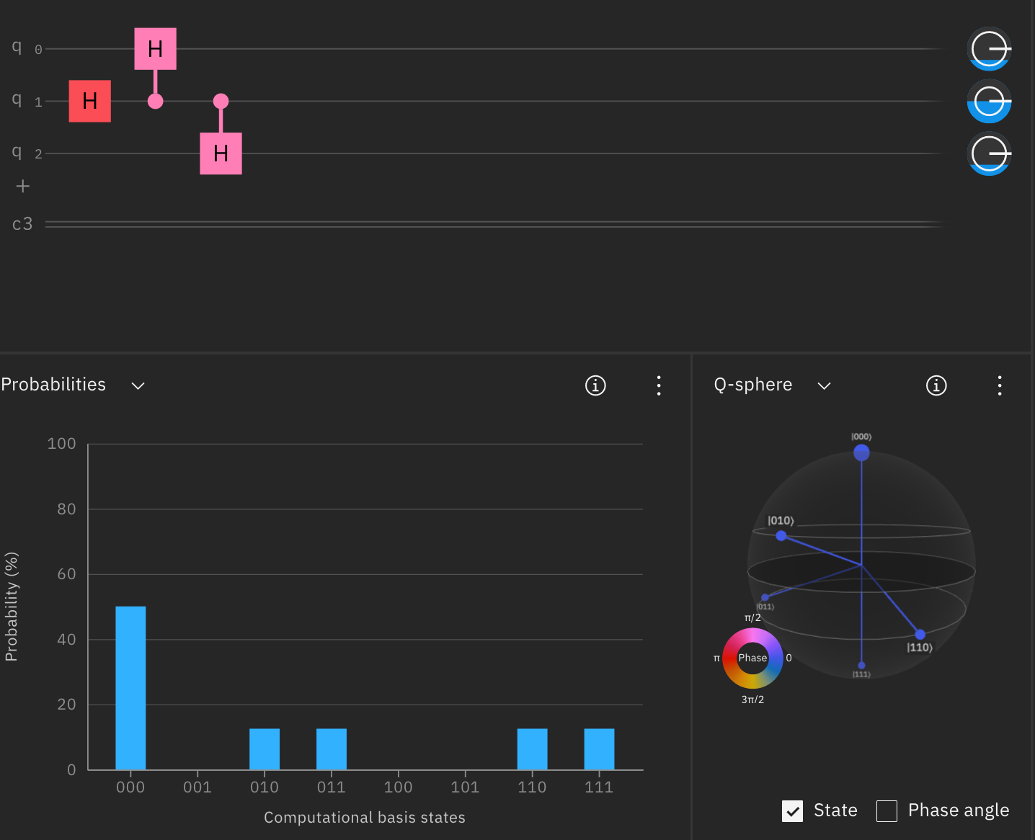 H
q 0
H
q 1
H
q 2
+
c3
Probabilities
Q-sphere
Probability (%)
100
80
60
40
20
0
000 001 010 011 100 101 110 111
Computational basis states
|000⟩
|010⟩
|011⟩
|110⟩
|111⟩
π/2
π Phase 0
3π/2
State Phase angle